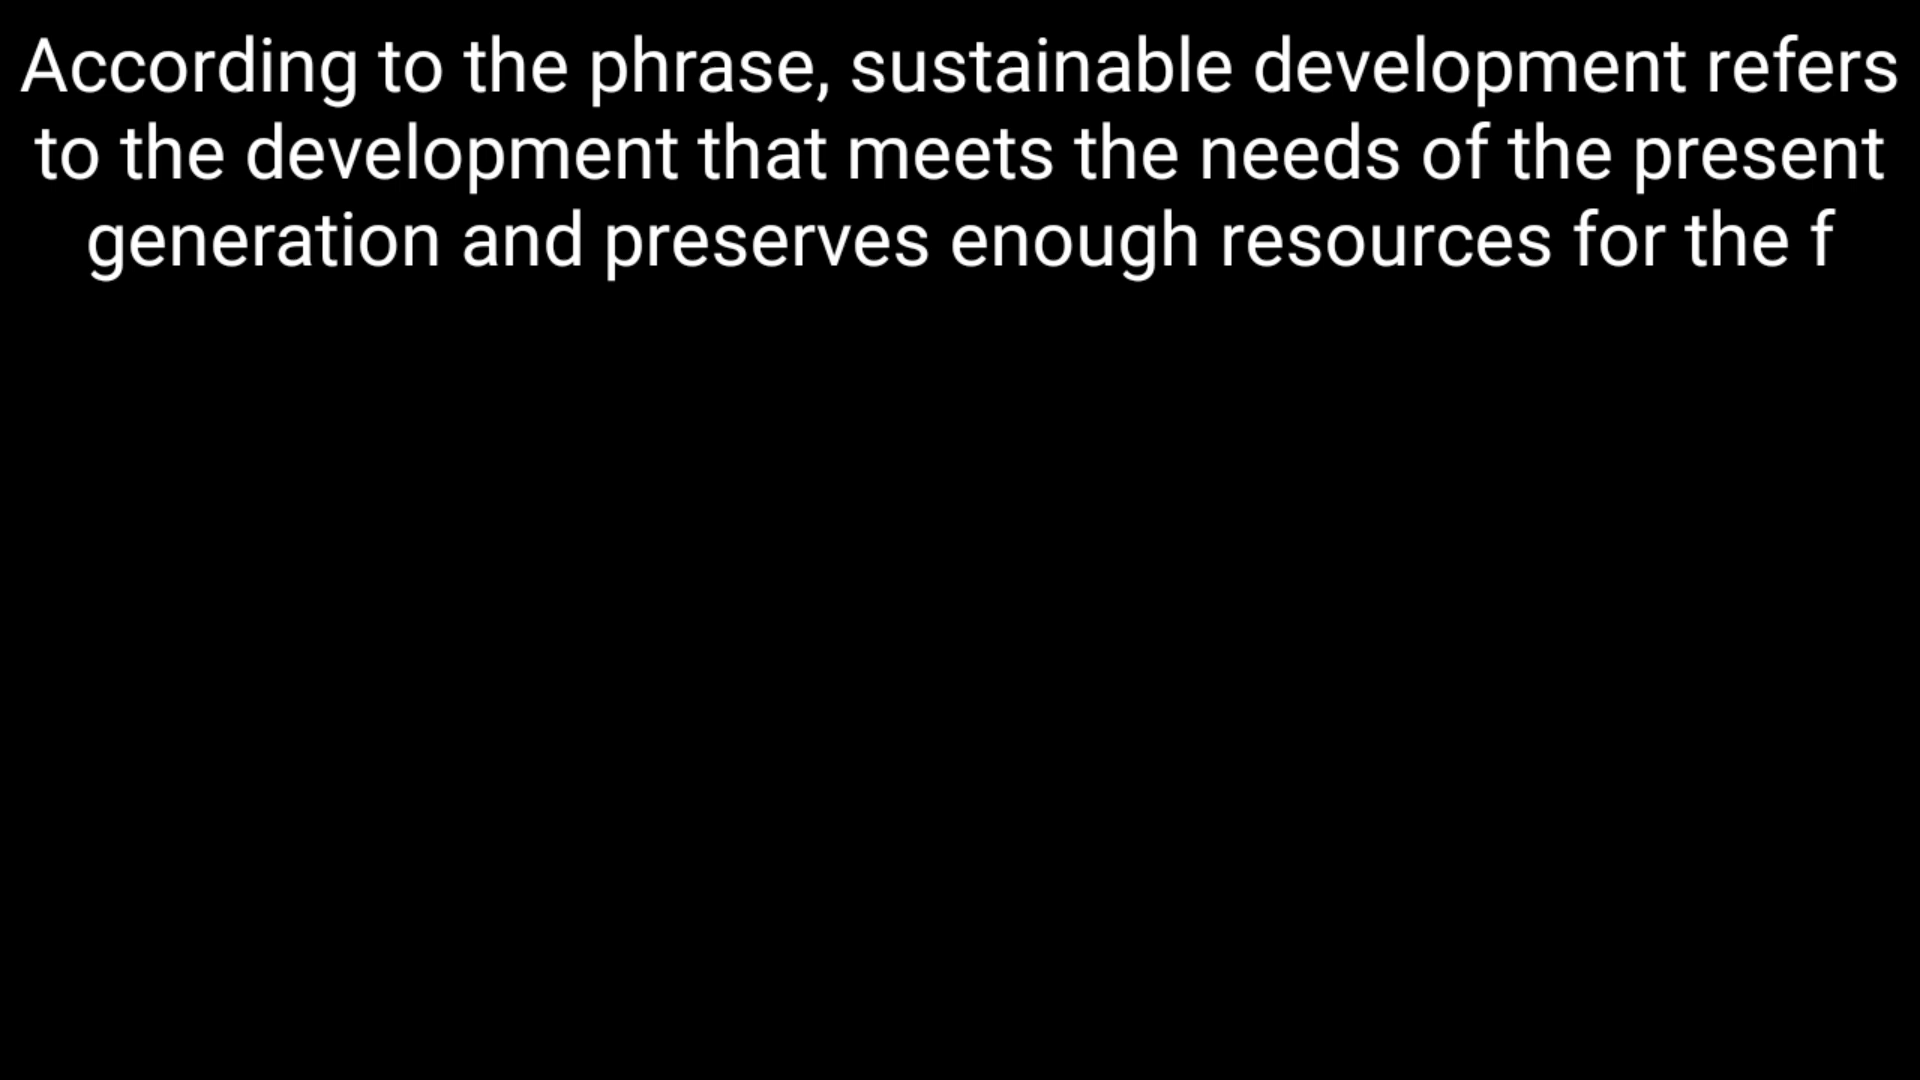 According to the phrase, sustainable development refers
to the development that meets the needs of the present
generation and preserves enough resources for the f